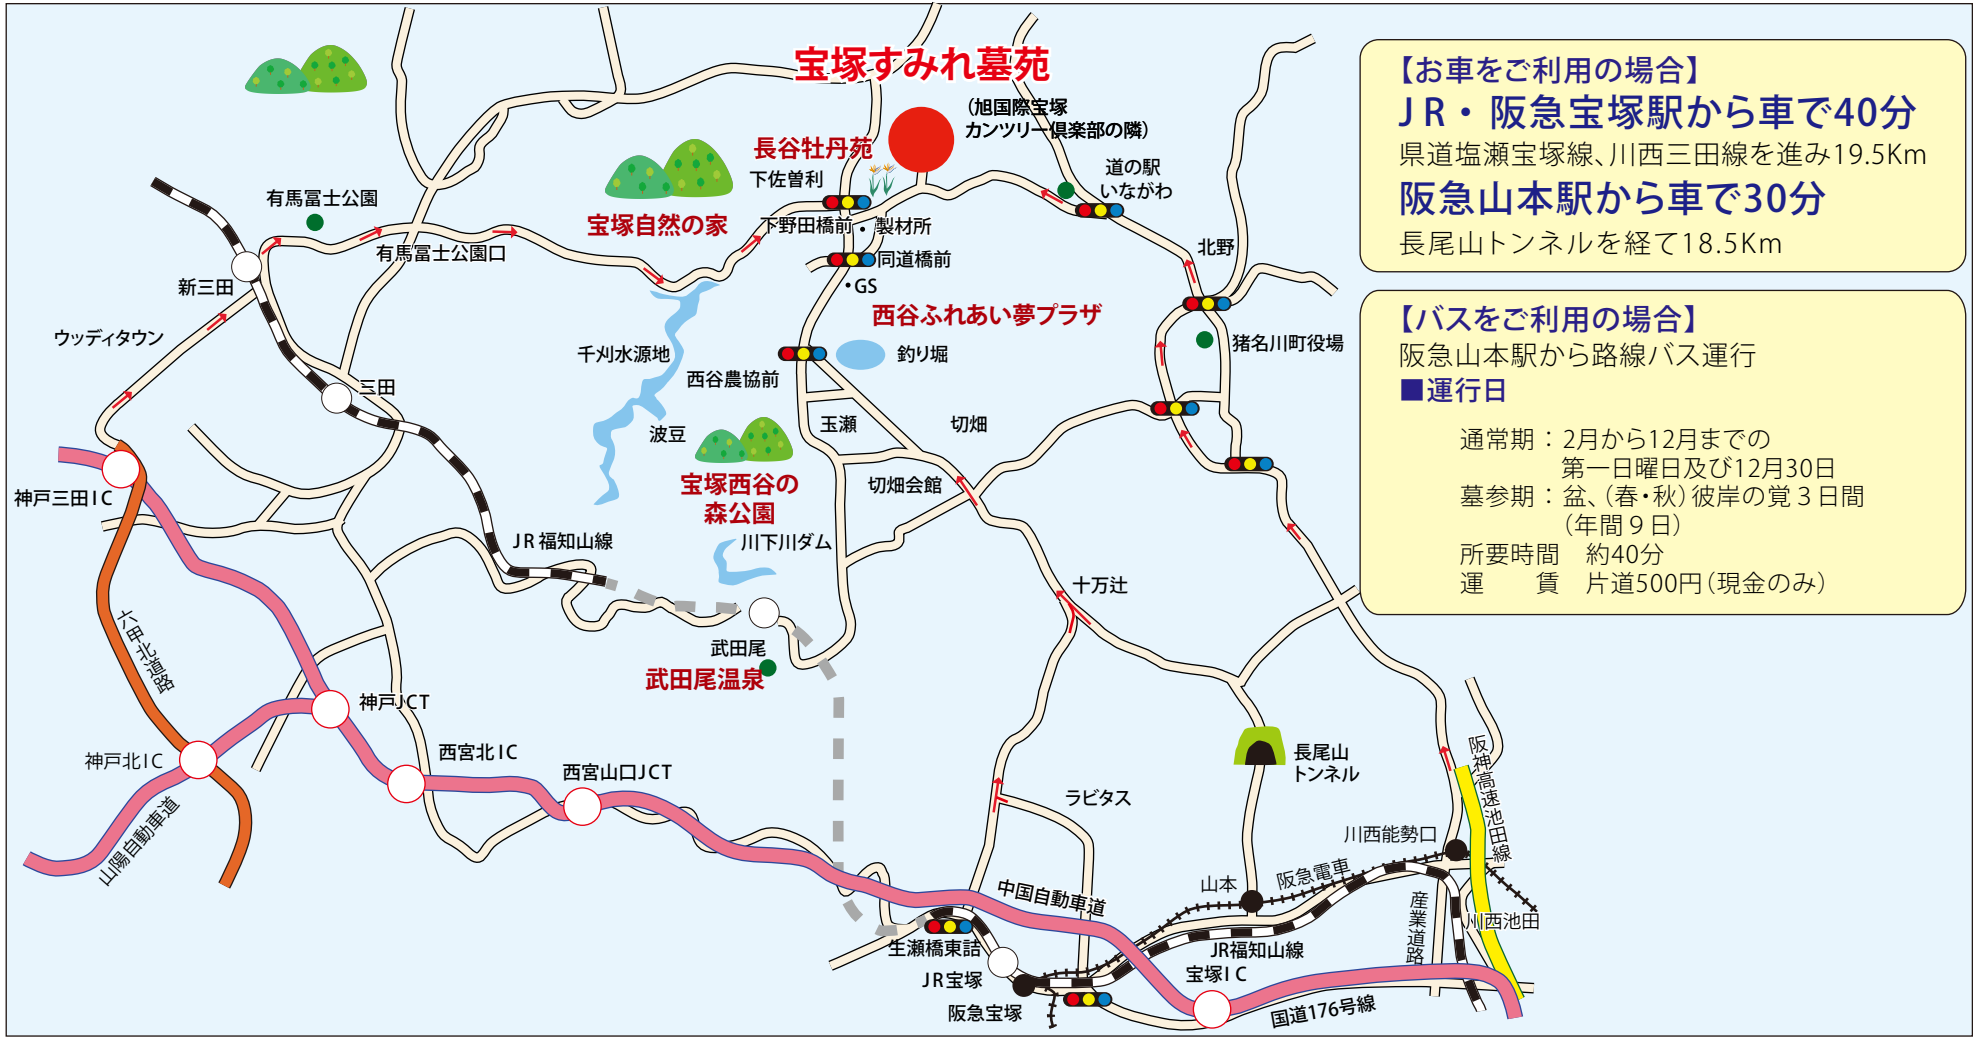 宝塚すみれ墓苑
(旭国際宝塚
カンツリー倶楽部の隣)
長谷牡丹苑
下佐曽利
道の駅
いながわ
有馬冨士公園
宝塚自然の家
下野田橋前
・製材所
有馬冨士公園口
同道橋前
・GS
北野
新三田
ウッディタウン
西谷ふれあい夢プラザ
千刈水源地
釣り堀
猪名川町役場
西谷農協前
三田
玉瀬
切畑
波豆
切畑会館
宝塚西谷の
森公園
神戸三田IC
JR福知山線
川下川ダム
十万辻
六甲北道路
武田尾
武田尾温泉
神戸JCT
神戸北IC
西宮北IC
西宮山口JCT
長尾山
トンネル
ラビタス
阪神高速池田線
山陽自動車道
川西能勢口
中国自動車道
山本
阪急電車
産業道路
川西池田
生瀬橋東詰
JR福知山線
JR宝塚
宝塚IC
阪急宝塚
国道176号線
【お車をご利用の場合】
JR・阪急宝塚駅から車で40分
県道塩瀬宝塚線、川西三田線を進み19.5Km
阪急山本駅から車で30分
長尾山トンネルを経て18.5Km
【バスをご利用の場合】
阪急山本駅から路線バス運行
■運行日
通常期：2月から12月までの
第一日曜日及び12月30日
墓参期：盆、（春・秋）彼岸の覚３日間
（年間９日）
所要時間　約40分
運　　賃　片道500円（現金のみ）